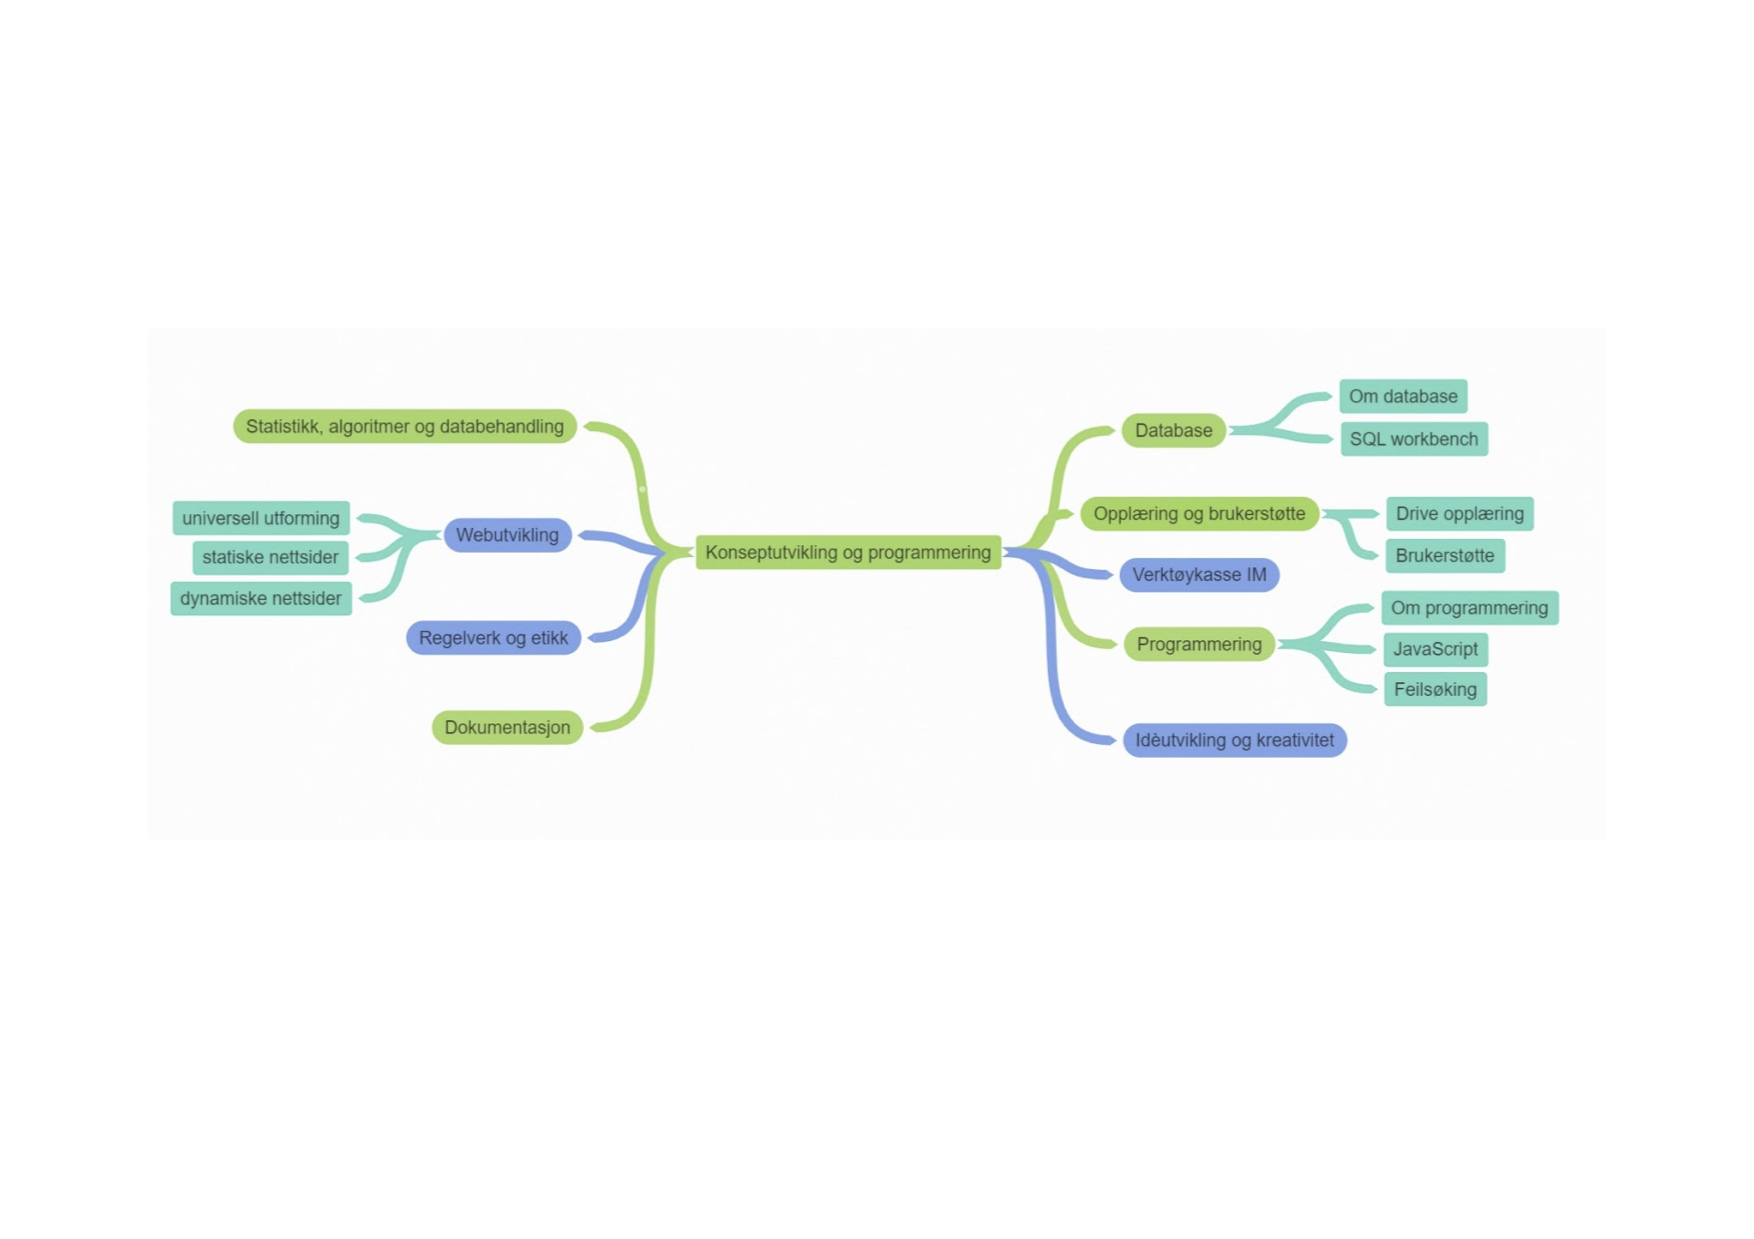 Statistikk, algoritmer og databehandling
Webutvikling
universell utforming
statiske nettsider
dynamiske nettsider
Regelverk og etikk
Dokumentasjon
Konseptutvikling og programmering
Database
Om database
SQL workbench
Opplæring og brukerstøtte
Drive opplæring
Brukerstøtte
Verktøykasse IM
Programmering
Om programmering
JavaScript
Feilsøking
Idèutvikling og kreativitet